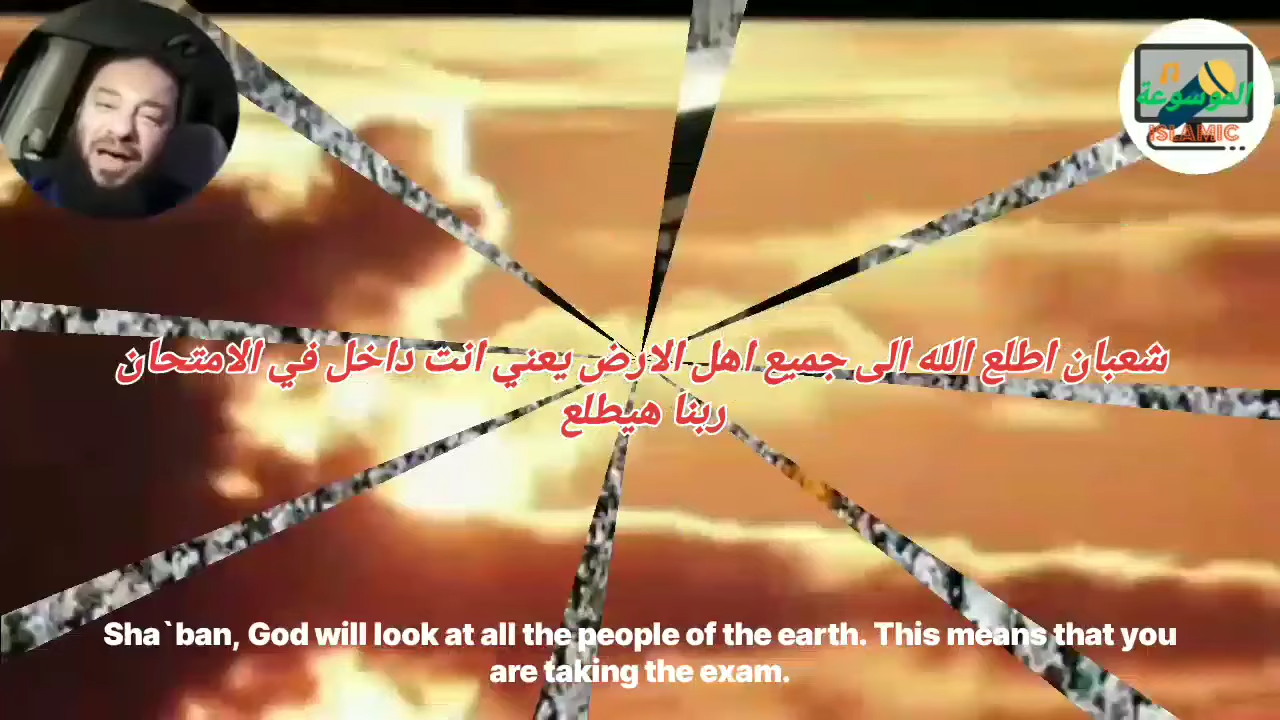 الموسوعة
ISLAMIC
شعبان اطلع الله الى جميع اهل الارض يعني انت داخل في الامتحان
ربنا هيطلع
Sha`ban, God will look at all the people of the earth. This means that you
are taking the exam.